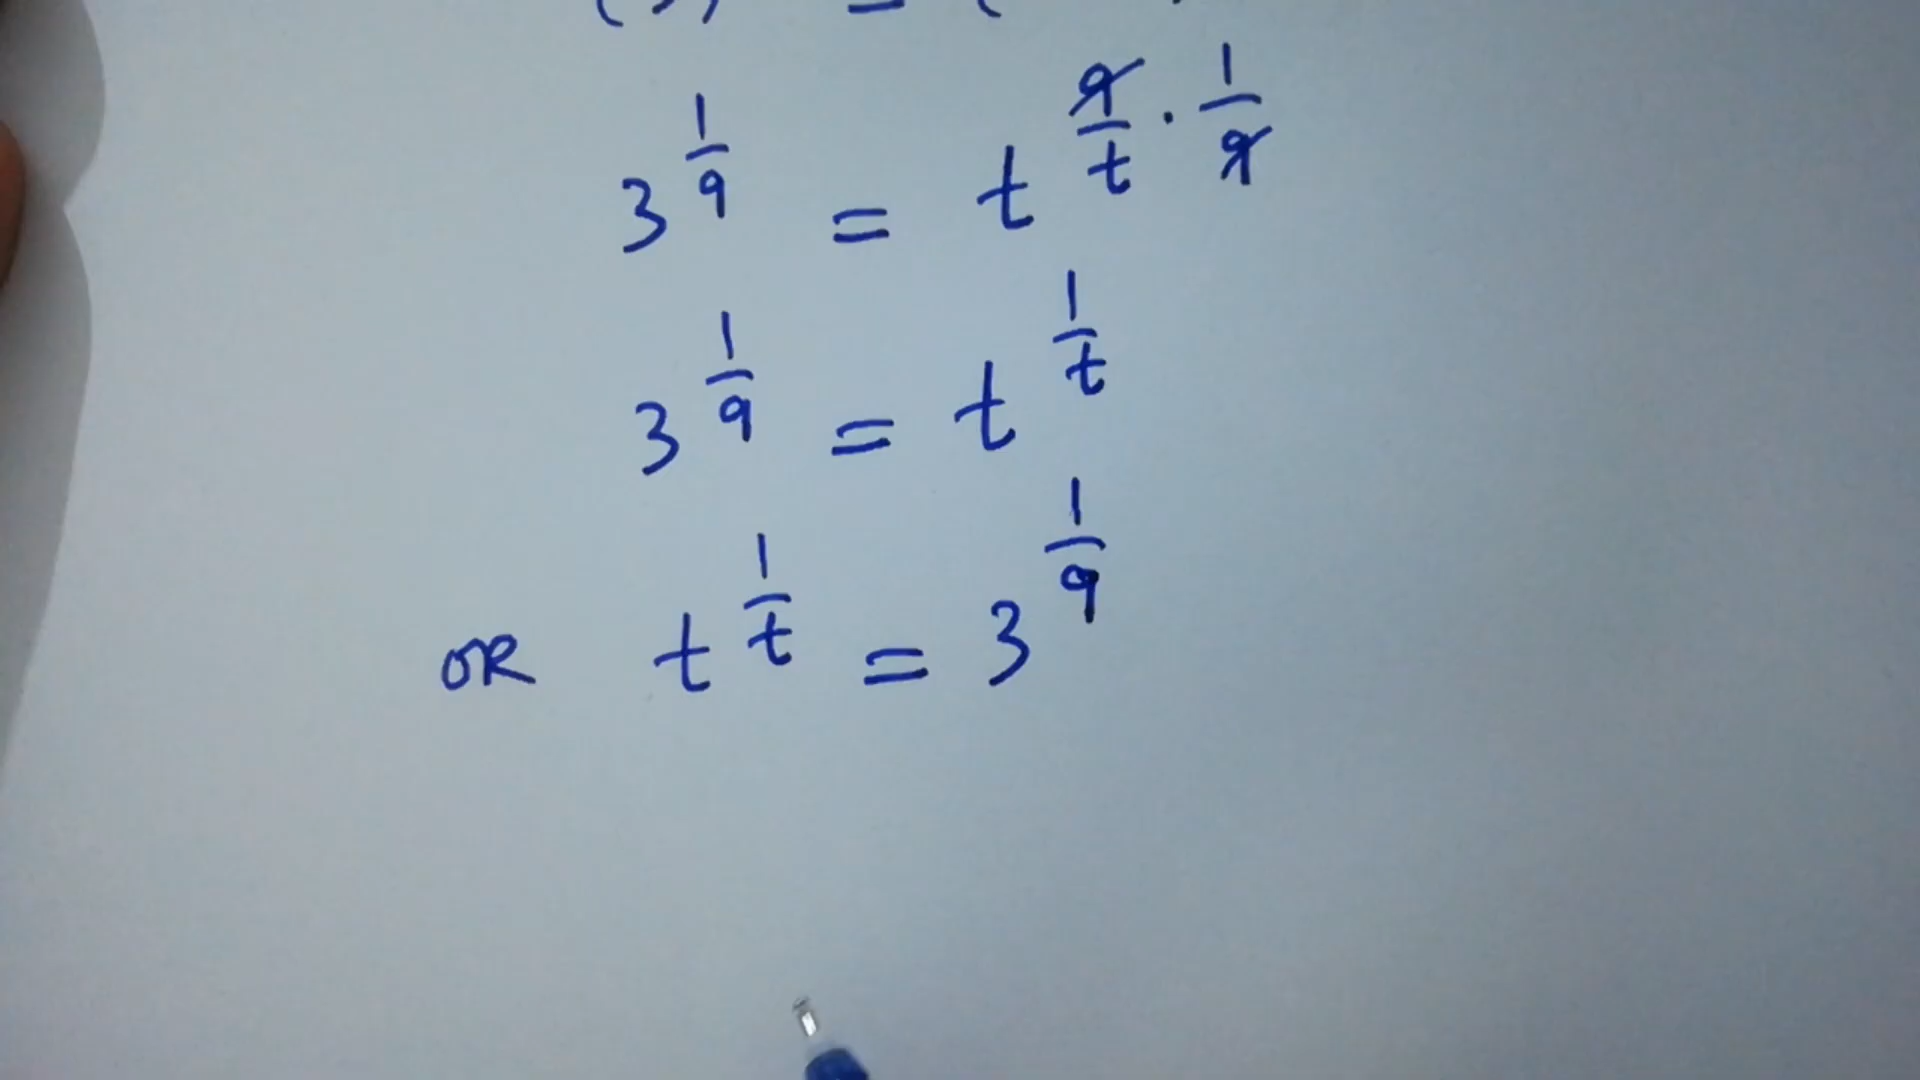 3^(1/9) = t^(9/t · 1/9)
3^(1/9) = t^(1/t)
OR t^(1/t) = 3^(1/9)